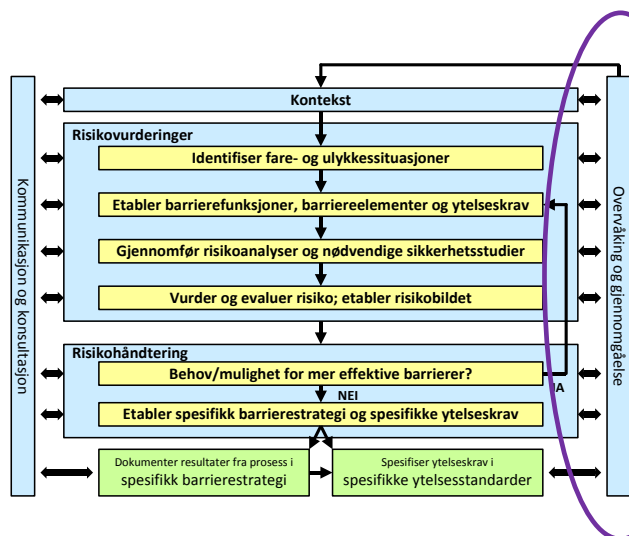 Kontekst
Kommunikasjon og konsultasjon
Overvåking og gjennomgåelse
Risikovurderinger
Identifiser fare- og ulykkessituasjoner
Etabler barrierefunksjoner, barriereelementer og ytelseskrav
Gjennomfør risikoanalyser og nødvendige sikkerhetsstudier
Vurder og evaluer risiko; etabler risikobildet
Risikohåndtering
Behov/mulighet for mer effektive barrierer?
JA
NEI
Etabler spesifikk barrierestrategi og spesifikke ytelseskrav
Dokumenter resultater fra prosess i
spesifikk barrierestrategi
Spesifiser ytelseskrav i
spesifikke ytelsesstandarder